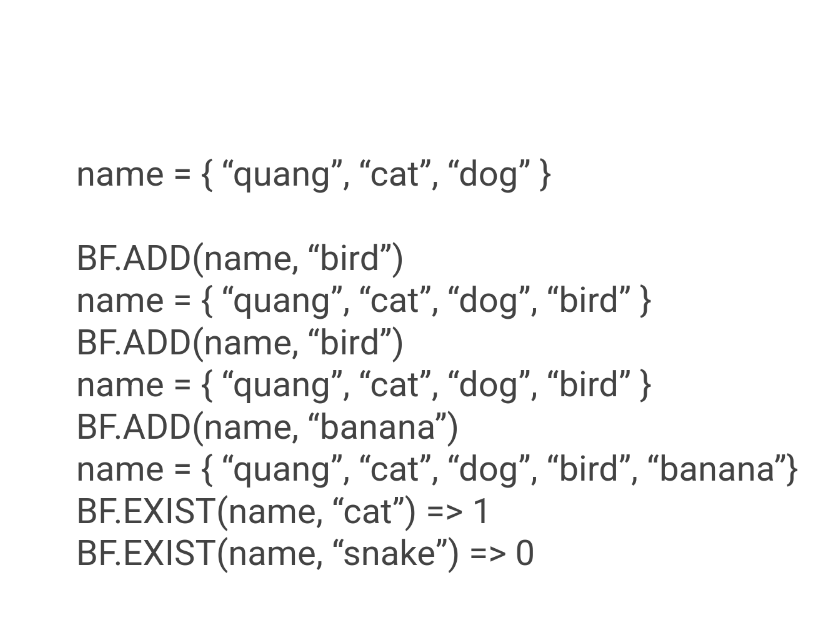 name = { “quang”, “cat”, “dog” }
BF.ADD(name, “bird”)
name = { “quang”, “cat”, “dog”, “bird” }
BF.ADD(name, “bird”)
name = { “quang”, “cat”, “dog”, “bird” }
BF.ADD(name, “banana”)
name = { “quang”, “cat”, “dog”, “bird”, “banana”}
BF.EXIST(name, “cat”) => 1
BF.EXIST(name, “snake”) => 0